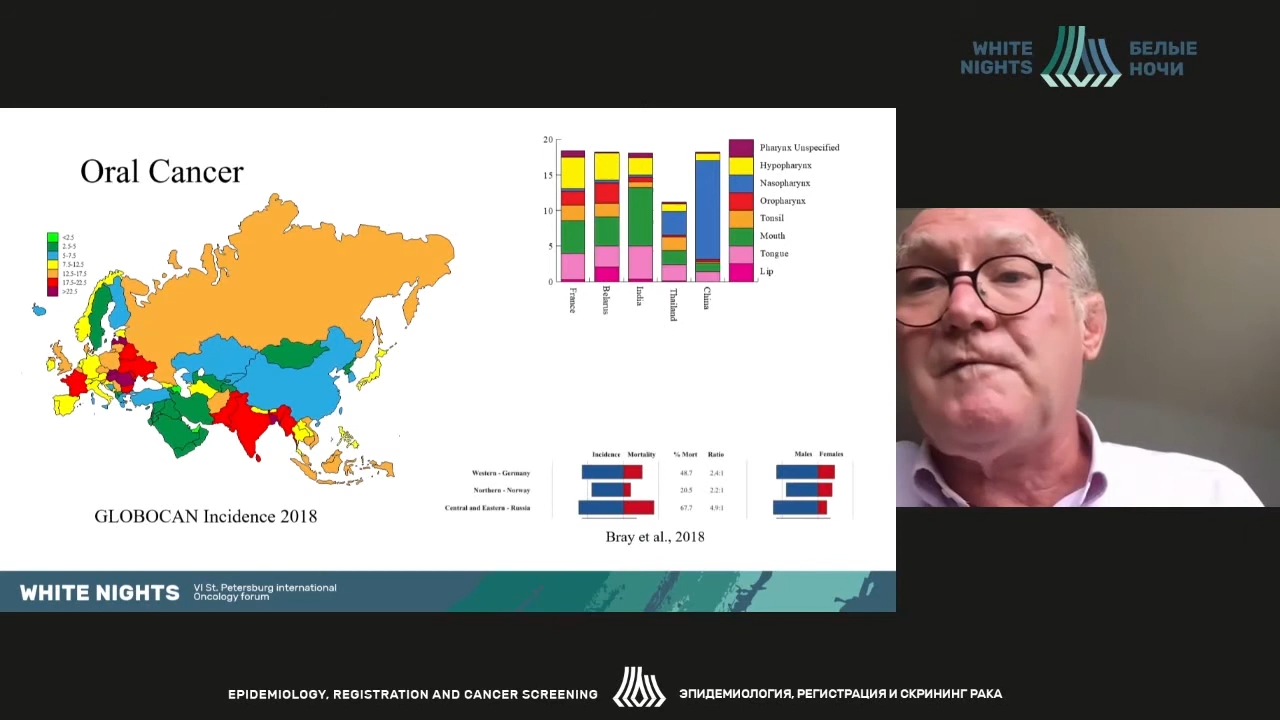 WHITE
NIGHTS
БЕЛЫЕ
НОЧИ
Oral Cancer
<2.5
2.5-5
5-7.5
7.5-12.5
12.5-17.5
17.5-22.5
>22.5
GLOBOCAN Incidence 2018
20
15
10
5
0
France
Belarus
India
Thailand
China
Pharynx Unspecified
Hypopharynx
Nasopharynx
Oropharynx
Tonsil
Mouth
Tongue
Lip
Incidence Mortality % Mort Ratio Males Females
Western - Germany 48.7 2.4:1
Northern - Norway 20.5 2.2:1
Central and Eastern - Russia 67.7 4.9:1
Bray et al., 2018
WHITE NIGHTS
VI St. Petersburg international
Oncology forum
EPIDEMIOLOGY, REGISTRATION AND CANCER SCREENING
ЭПИДЕМИОЛОГИЯ, РЕГИСТРАЦИЯ И СКРИНИНГ РАКА